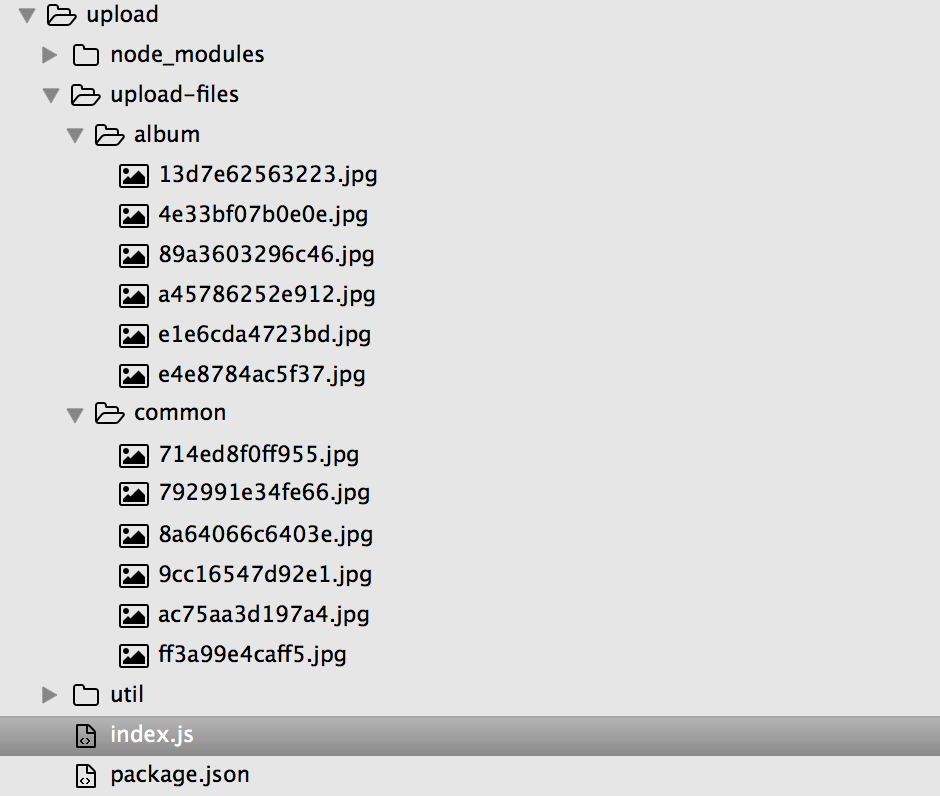 upload
node_modules
upload-files
album
13d7e62563223.jpg
4e33bf07b0e0e.jpg
89a3603296c46.jpg
a45786252e912.jpg
e1e6cda4723bd.jpg
e4e8784ac5f37.jpg
common
714ed8f0ff955.jpg
792991e34fe66.jpg
8a64066c6403e.jpg
9cc16547d92e1.jpg
ac75aa3d197a4.jpg
ff3a99e4caff5.jpg
util
index.js
package.json